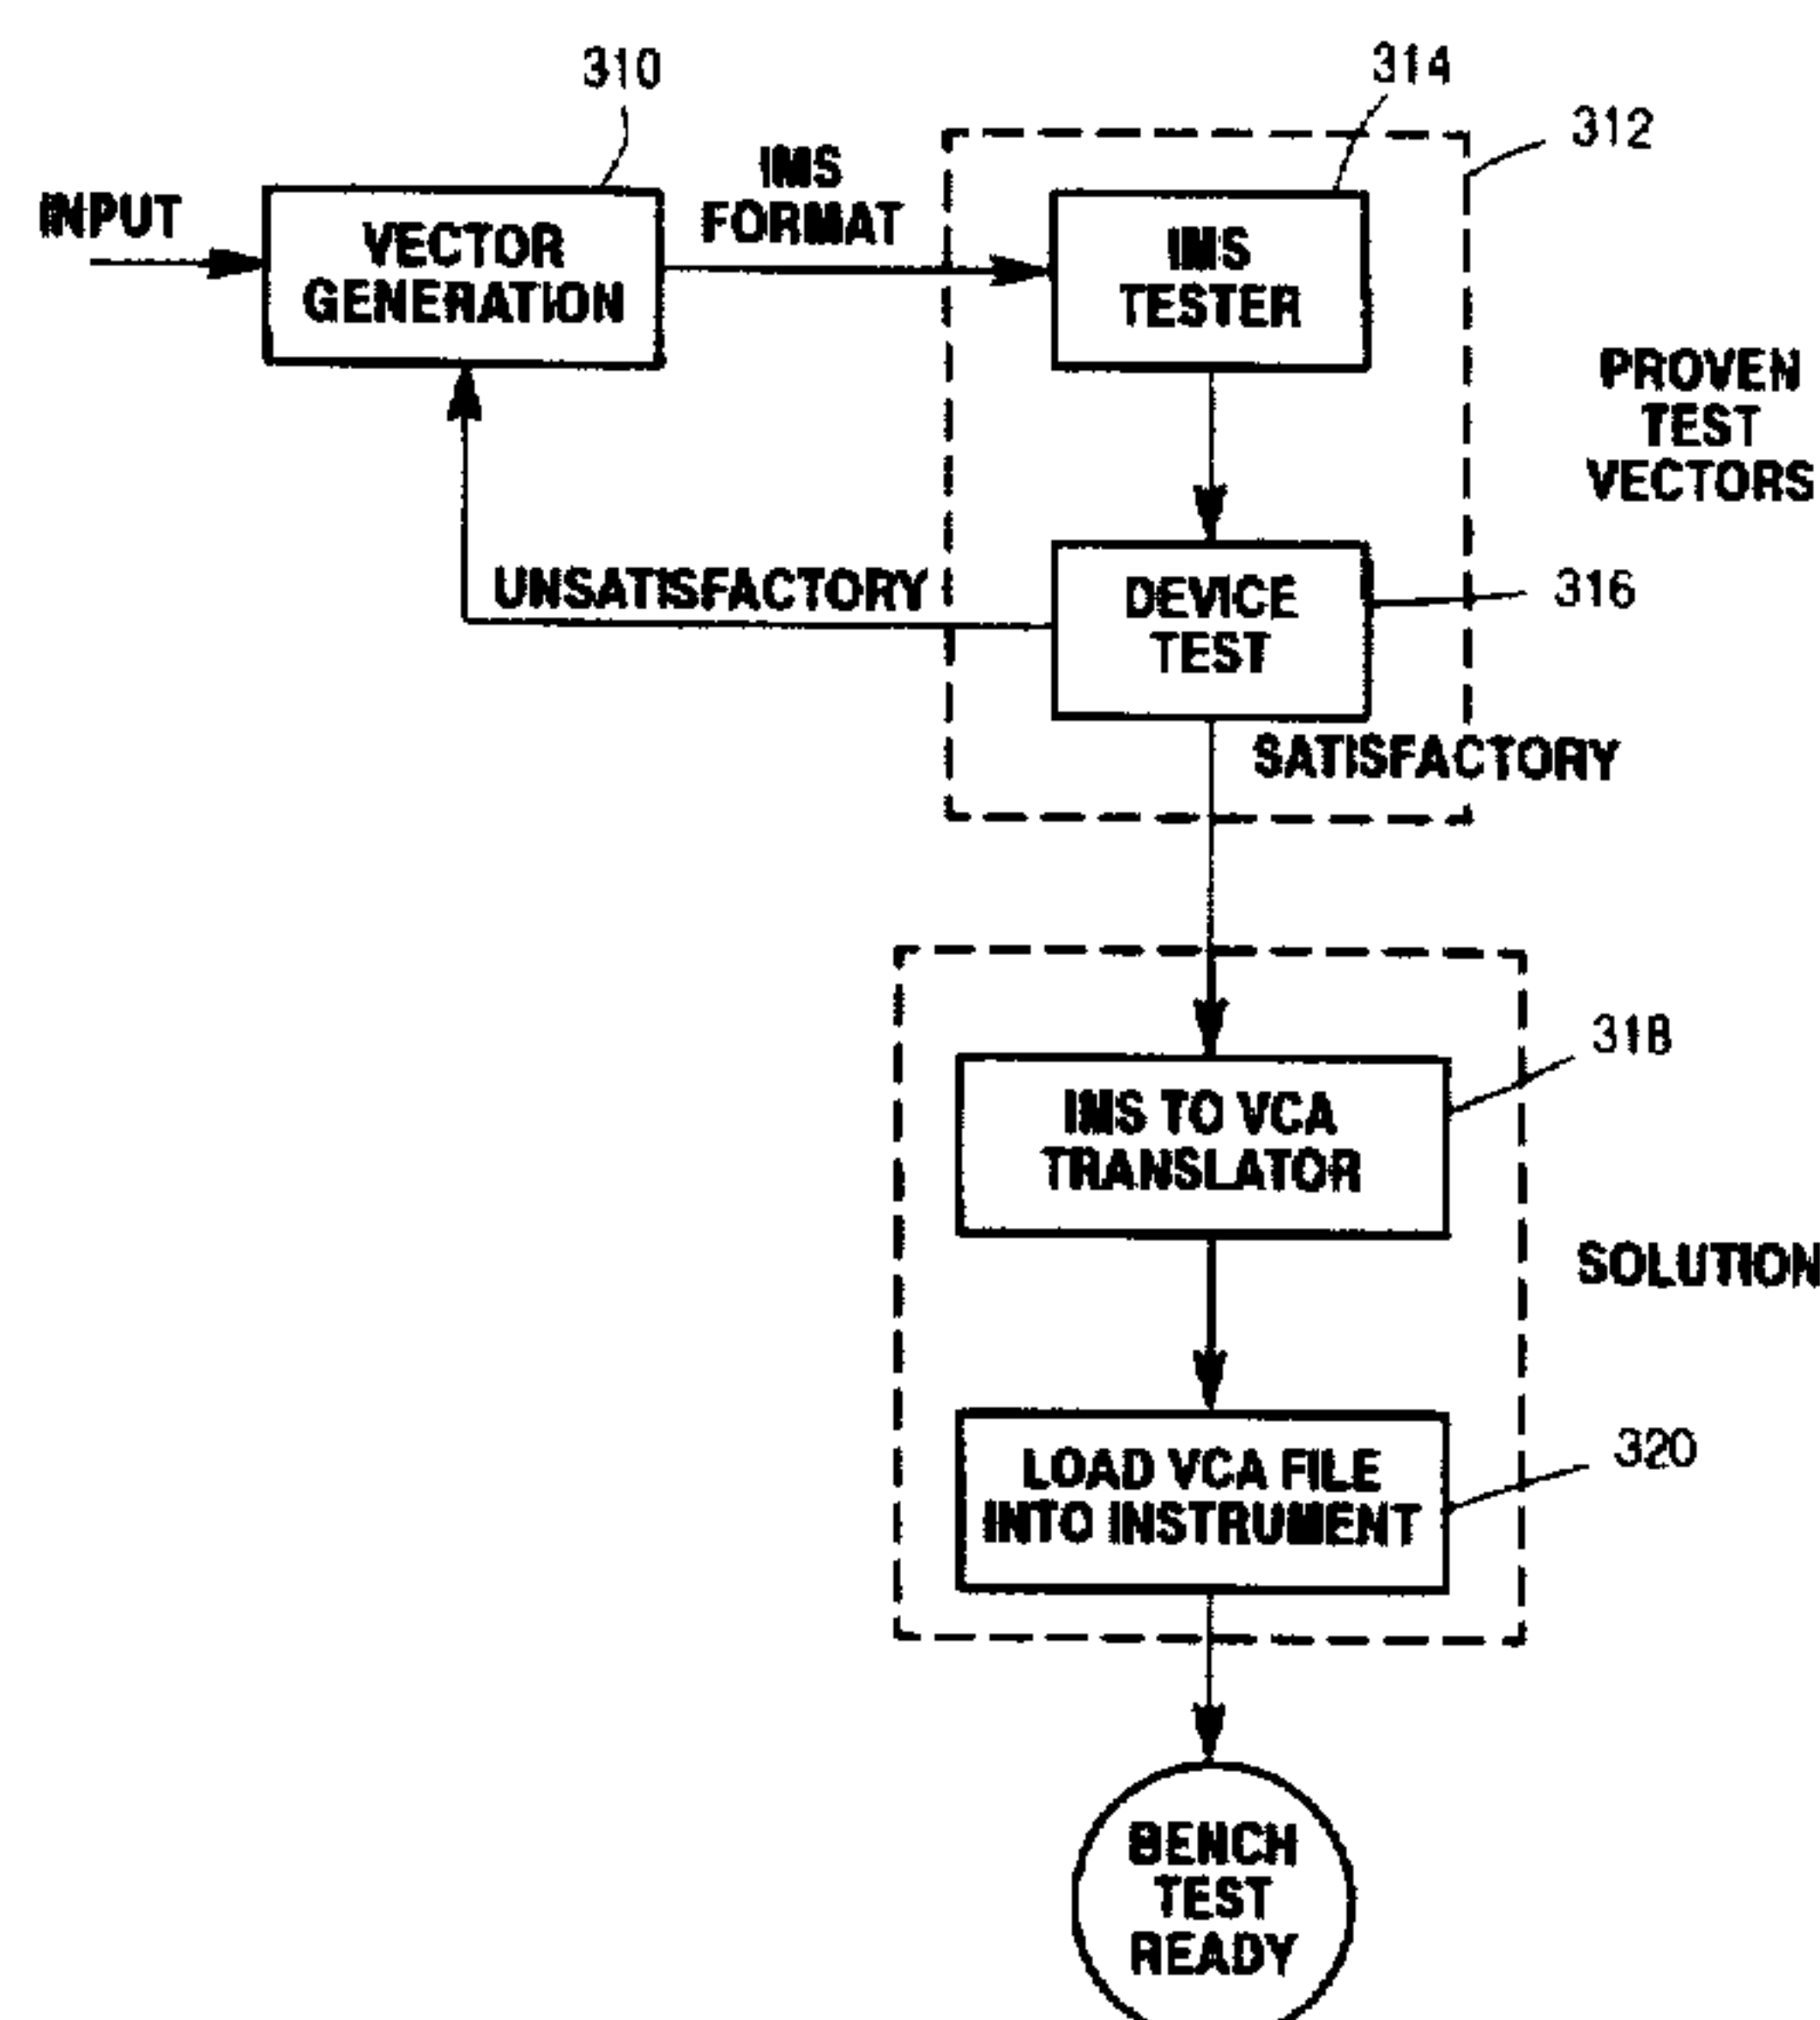 310
314
312
INPUT
VECTOR
GENERATION
IMS
FORMAT
IMS
TESTER
PROVEN
TEST
VECTORS
UNSATISFACTORY
DEVICE
TEST
316
SATISFACTORY
318
IMS TO VCA
TRANSLATOR
SOLUTION
320
LOAD VCA FILE
INTO INSTRUMENT
BENCH
TEST
READY